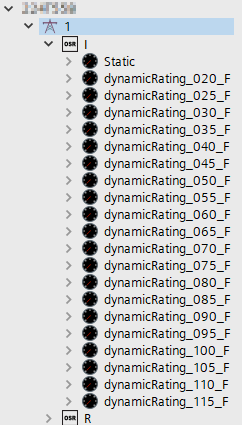 1
OSR I
Static
dynamicRating_020_F
dynamicRating_025_F
dynamicRating_030_F
dynamicRating_035_F
dynamicRating_040_F
dynamicRating_045_F
dynamicRating_050_F
dynamicRating_055_F
dynamicRating_060_F
dynamicRating_065_F
dynamicRating_070_F
dynamicRating_075_F
dynamicRating_080_F
dynamicRating_085_F
dynamicRating_090_F
dynamicRating_095_F
dynamicRating_100_F
dynamicRating_105_F
dynamicRating_110_F
dynamicRating_115_F
OSR R